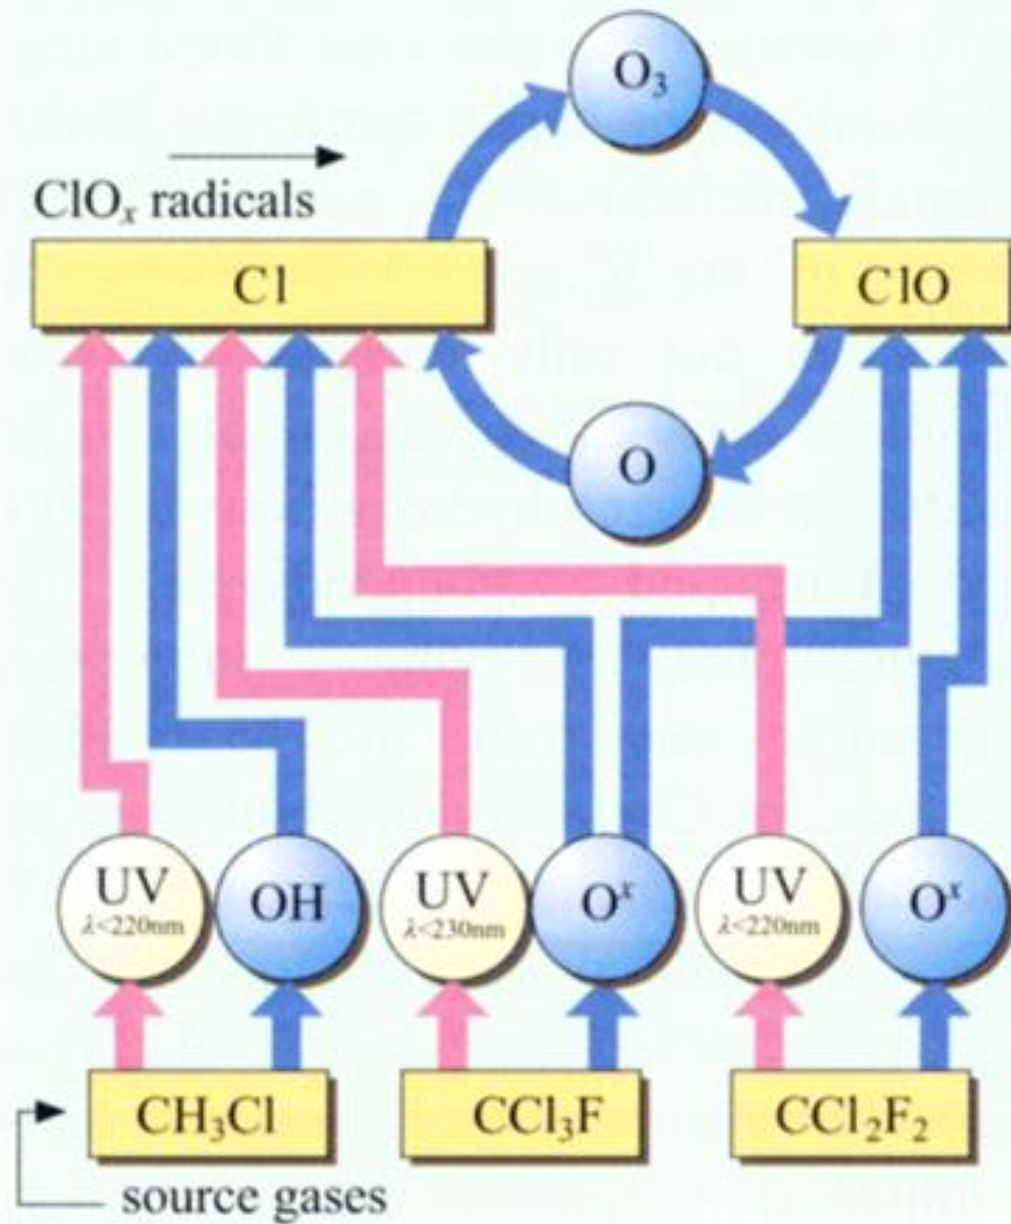 O₃
ClOₓ radicals
Cl
ClO
O
UV
λ<220nm
OH
UV
λ<230nm
Oˣ
UV
λ<220nm
Oˣ
CH₃Cl
CCl₃F
CCl₂F₂
source gases